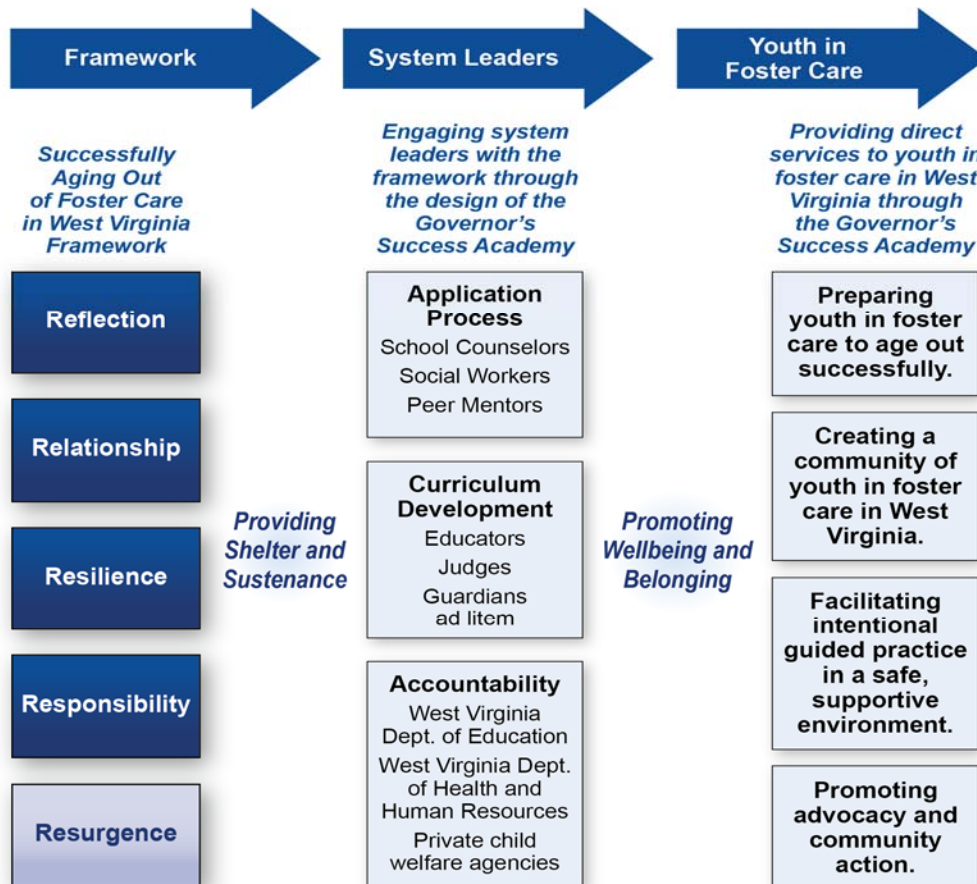 Framework
System Leaders
Youth in
Foster Care
Successfully
Aging Out
of Foster Care
in West Virginia
Framework
Engaging system
leaders with the
framework through
the design of the
Governor's
Success Academy
Providing direct
services to youth in
foster care in West
Virginia through
the Governor's
Success Academy
Reflection
Relationship
Resilience
Responsibility
Resurgence
Providing
Shelter and
Sustenance
Application
Process
School Counselors
Social Workers
Peer Mentors
Curriculum
Development
Educators
Judges
Guardians
ad litem
Accountability
West Virginia
Dept. of Education
West Virginia Dept.
of Health and
Human Resources
Private child
welfare agencies
Promoting
Wellbeing and
Belonging
Preparing
youth in foster
care to age out
successfully.
Creating a
community of
youth in foster
care in West
Virginia.
Facilitating
intentional
guided practice
in a safe,
supportive
environment.
Promoting
advocacy and
community
action.